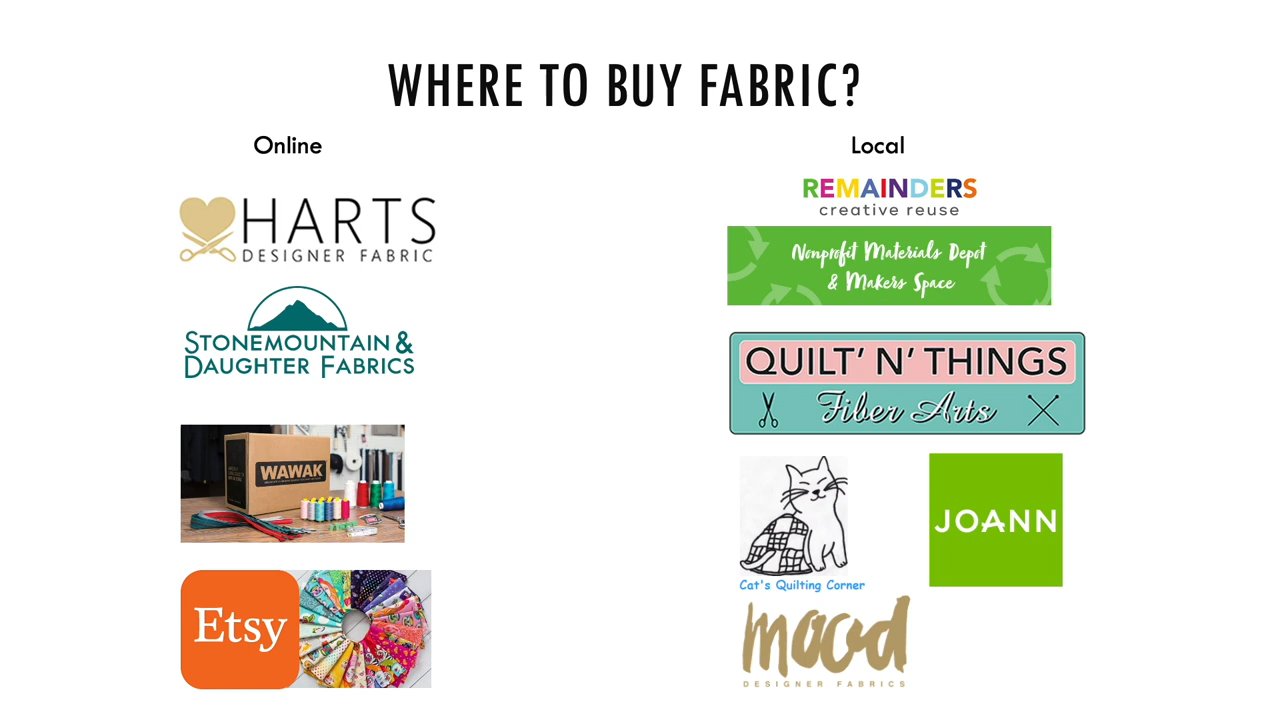 WHERE TO BUY FABRIC?
Online
HARTS
DESIGNER FABRIC
STONEMOUNTAIN &
DAUGHTER FABRICS
WAWAK
Etsy
Local
REMAINDERS
creative reuse
Nonprofit Materials Depot
& Makers Space
QUILT' N' THINGS
Fiber Arts
Cat's Quilting Corner
JOANN
mood
DESIGNER FABRICS